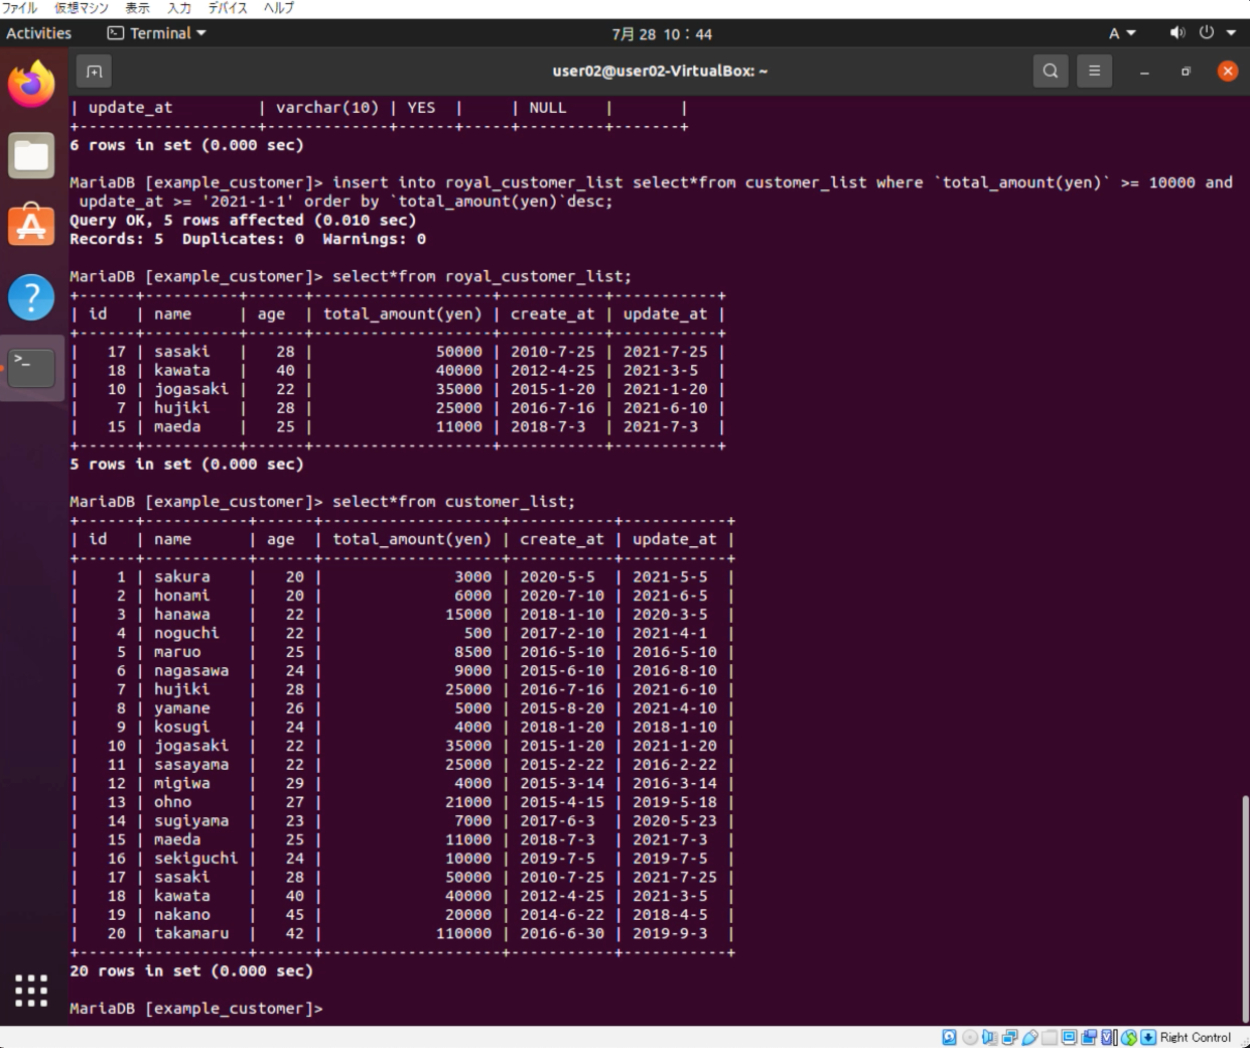 ファイル 仮想マシン 表示 入力 デバイス ヘルプ
Activities Terminal 7月 28 10：44 A
user02@user02-VirtualBox: ~
| update_at | varchar(10) | YES | | NULL | |
+--------------------+-------------+------+-----+---------+-------+
6 rows in set (0.000 sec)
MariaDB [example_customer]> insert into royal_customer_list select*from customer_list where `total_amount(yen)` >= 10000 and
update_at >= '2021-1-1' order by `total_amount(yen)`desc;
Query OK, 5 rows affected (0.010 sec)
Records: 5 Duplicates: 0 Warnings: 0
MariaDB [example_customer]> select*from royal_customer_list;
+------+----------+------+-------------------+-----------+-----------+
| id | name | age | total_amount(yen) | create_at | update_at |
+------+----------+------+-------------------+-----------+-----------+
| 17 | sasaki | 28 | 50000 | 2010-7-25 | 2021-7-25 |
| 18 | kawata | 40 | 40000 | 2012-4-25 | 2021-3-5 |
| 10 | jogasaki | 22 | 35000 | 2015-1-20 | 2021-1-20 |
| 7 | hujiki | 28 | 25000 | 2016-7-16 | 2021-6-10 |
| 15 | maeda | 25 | 11000 | 2018-7-3 | 2021-7-3 |
+------+----------+------+-------------------+-----------+-----------+
5 rows in set (0.000 sec)
MariaDB [example_customer]> select*from customer_list;
+------+-----------+------+-------------------+-----------+-----------+
| id | name | age | total_amount(yen) | create_at | update_at |
+------+-----------+------+-------------------+-----------+-----------+
| 1 | sakura | 20 | 3000 | 2020-5-5 | 2021-5-5 |
| 2 | honami | 20 | 6000 | 2020-7-10 | 2021-6-5 |
| 3 | hanawa | 22 | 15000 | 2018-1-10 | 2020-3-5 |
| 4 | noguchi | 22 | 500 | 2017-2-10 | 2021-4-1 |
| 5 | maruo | 25 | 8500 | 2016-5-10 | 2016-5-10 |
| 6 | nagasawa | 24 | 9000 | 2015-6-10 | 2016-8-10 |
| 7 | hujiki | 28 | 25000 | 2016-7-16 | 2021-6-10 |
| 8 | yamane | 26 | 5000 | 2015-8-20 | 2021-4-10 |
| 9 | kosugi | 24 | 4000 | 2018-1-20 | 2018-1-10 |
| 10 | jogasaki | 22 | 35000 | 2015-1-20 | 2021-1-20 |
| 11 | sasayama | 22 | 25000 | 2015-2-22 | 2016-2-22 |
| 12 | migiwa | 29 | 4000 | 2015-3-14 | 2016-3-14 |
| 13 | ohno | 27 | 21000 | 2015-4-15 | 2019-5-18 |
| 14 | sugiyama | 23 | 7000 | 2017-6-3 | 2020-5-23 |
| 15 | maeda | 25 | 11000 | 2018-7-3 | 2021-7-3 |
| 16 | sekiguchi | 24 | 10000 | 2019-7-5 | 2019-7-5 |
| 17 | sasaki | 28 | 50000 | 2010-7-25 | 2021-7-25 |
| 18 | kawata | 40 | 40000 | 2012-4-25 | 2021-3-5 |
| 19 | nakano | 45 | 20000 | 2014-6-22 | 2018-4-5 |
| 20 | takamaru | 42 | 110000 | 2016-6-30 | 2019-9-3 |
+------+-----------+------+-------------------+-----------+-----------+
20 rows in set (0.000 sec)
MariaDB [example_customer]>
Right Control